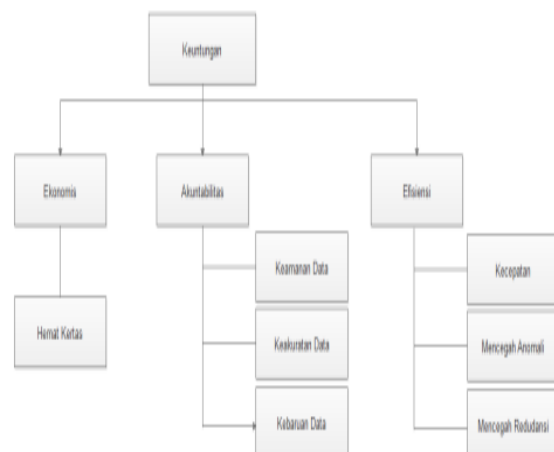 Keuntungan
Ekonomis
Akuntabilitas
Efisiensi
Hemat Kertas
Keamanan Data
Keakuratan Data
Kebaruan Data
Kecepatan
Mencegah Anomali
Mencegah Redudansi